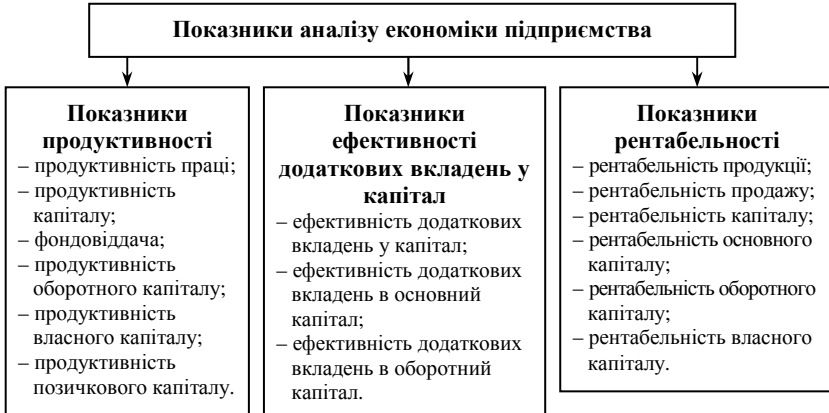 Показники аналізу економіки підприємства
Показники
продуктивності
– продуктивність праці;
– продуктивність
капіталу;
– фондовіддача;
– продуктивність
оборотного капіталу;
– продуктивність
власного капіталу;
– продуктивність
позичкового капіталу.
Показники
ефективності
додаткових вкладень у
капітал
– ефективність додаткових
вкладень у капітал;
– ефективність додаткових
вкладень в основний
капітал;
– ефективність додаткових
вкладень в оборотний
капітал.
Показники
рентабельності
– рентабельність продукції;
– рентабельність продажу;
– рентабельність капіталу;
– рентабельність основного
капіталу;
– рентабельність оборотного
капіталу;
– рентабельність власного
капіталу.